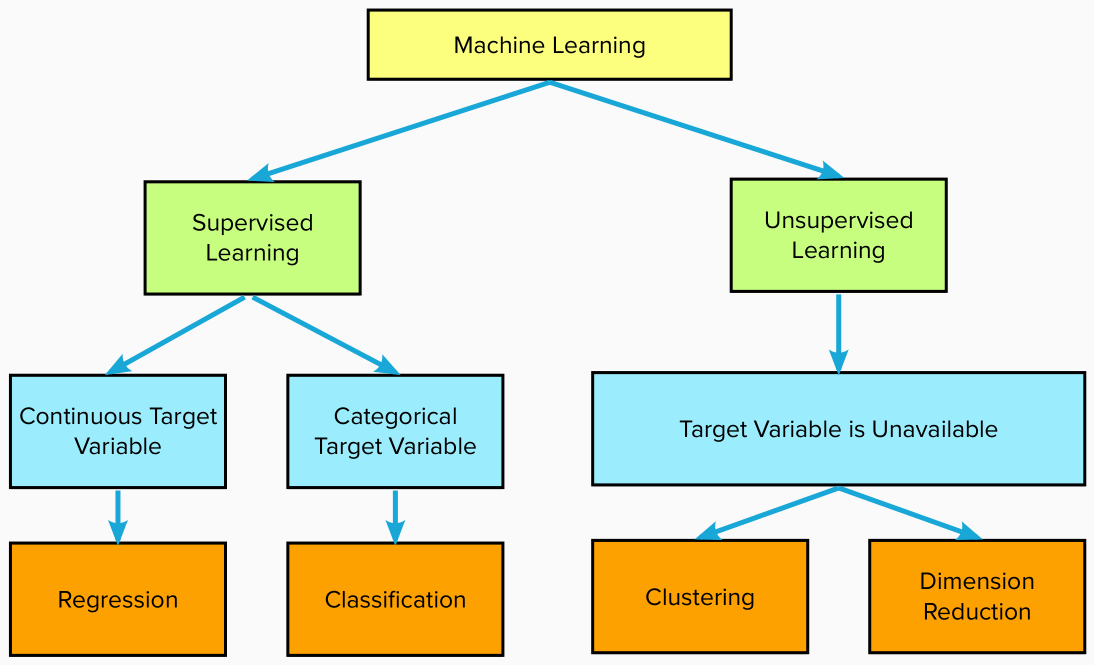 Machine Learning
Supervised
Learning
Unsupervised
Learning
Continuous Target
Variable
Categorical
Target Variable
Target Variable is Unavailable
Regression
Classification
Clustering
Dimension
Reduction